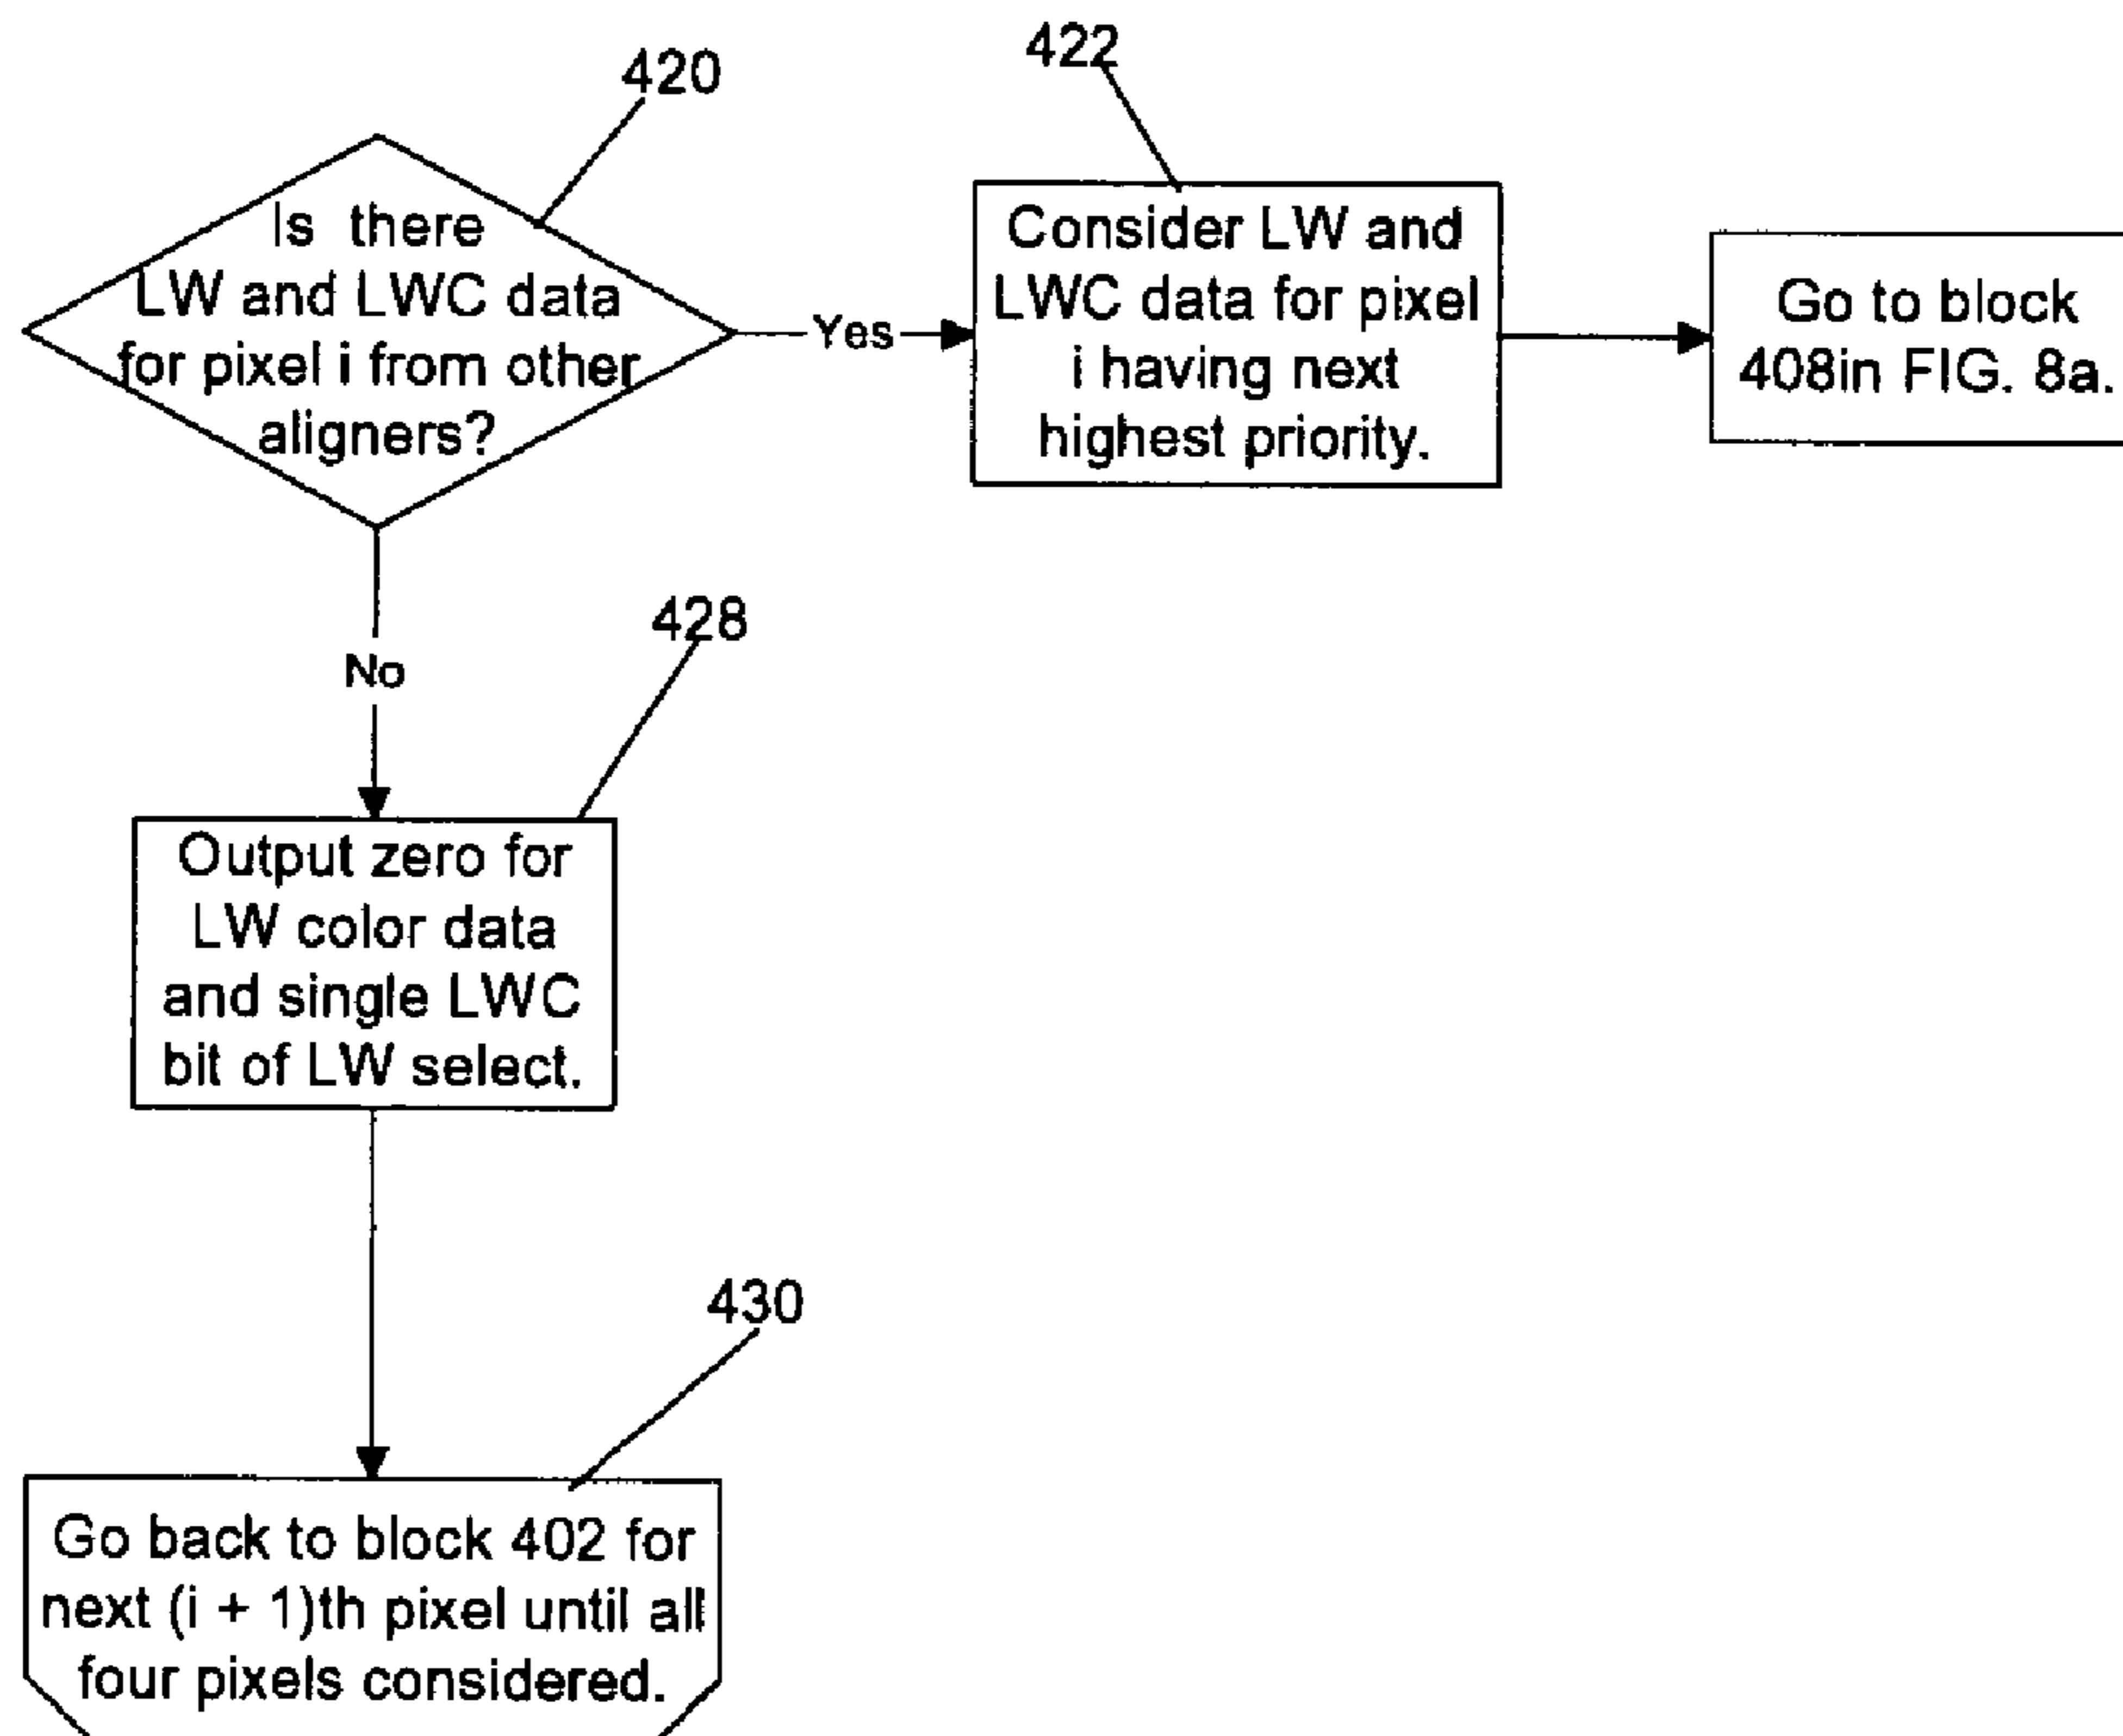 420
Is there
LW and LWC data
for pixel i from other
aligners?
Yes
422
Consider LW and
LWC data for pixel
i having next
highest priority.
Go to block
408in FIG. 8a.
No
428
Output zero for
LW color data
and single LWC
bit of LW select.
430
Go back to block 402 for
next (i + 1)th pixel until all
four pixels considered.